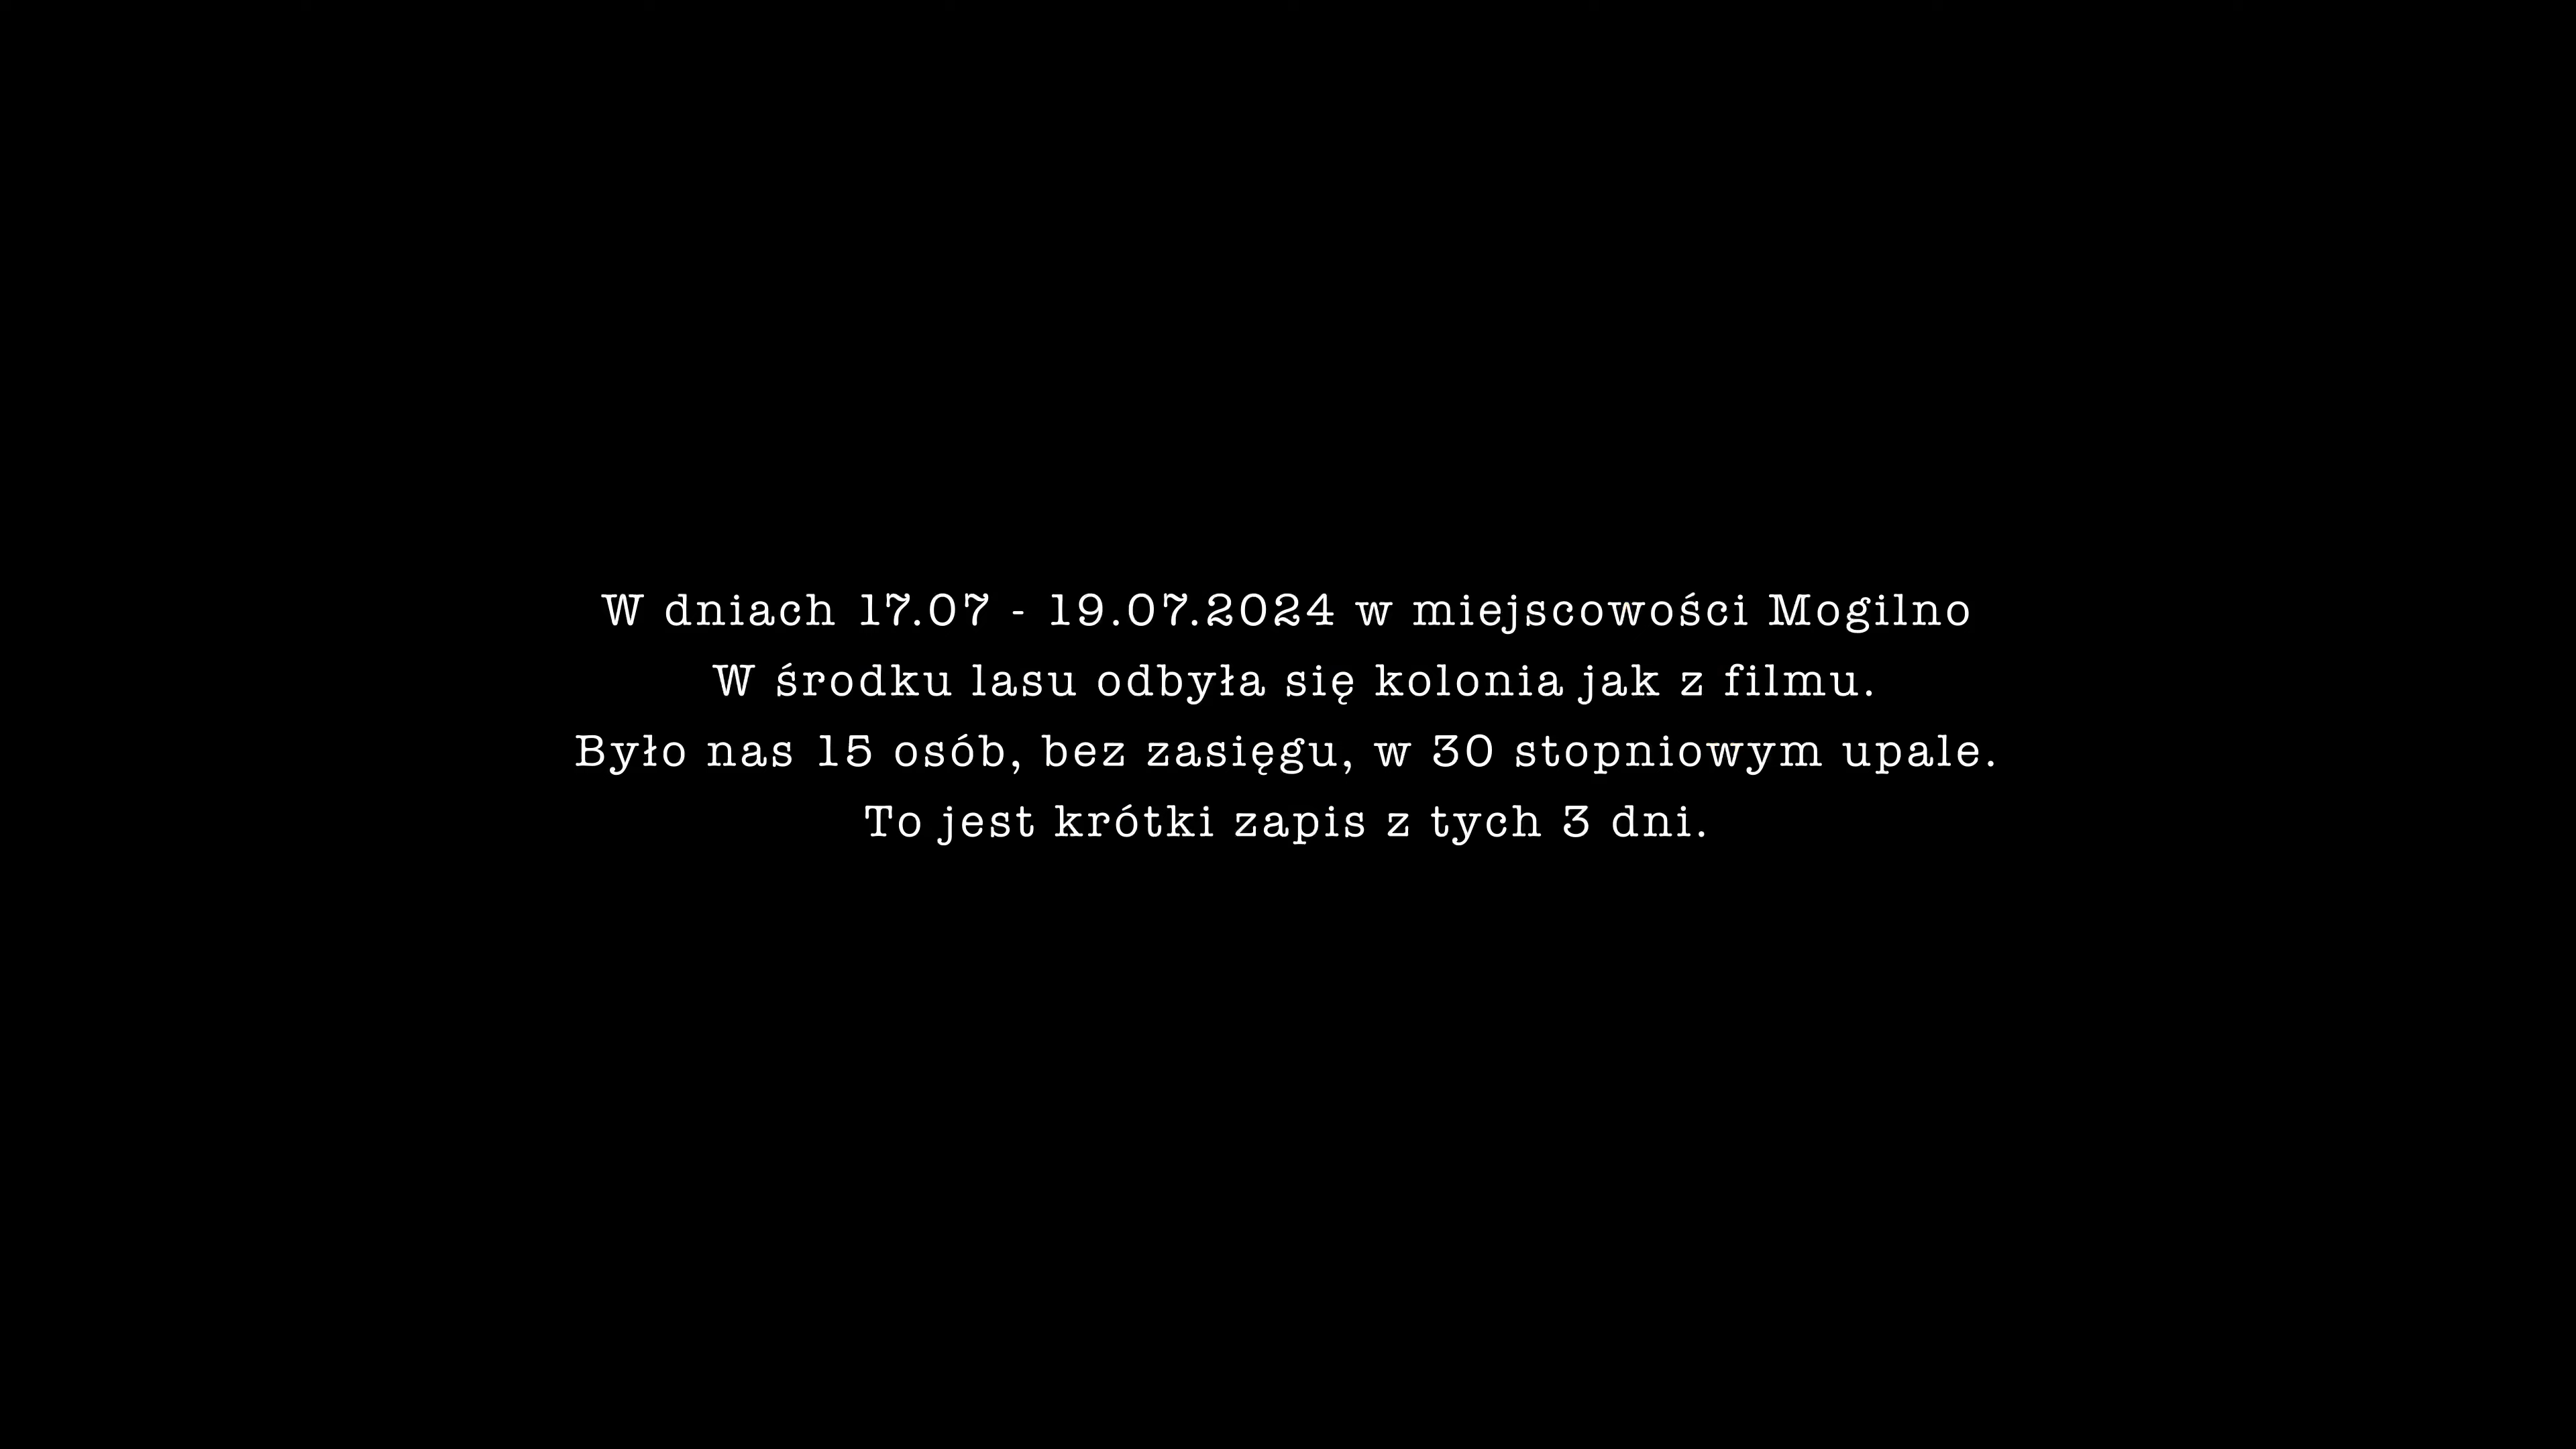 W dniach 17.07 - 19.07.2024 w miejscowości Mogilno
W środku lasu odbyła się kolonia jak z filmu.
Było nas 15 osób, bez zasięgu, w 30 stopniowym upale.
To jest krótki zapis z tych 3 dni.